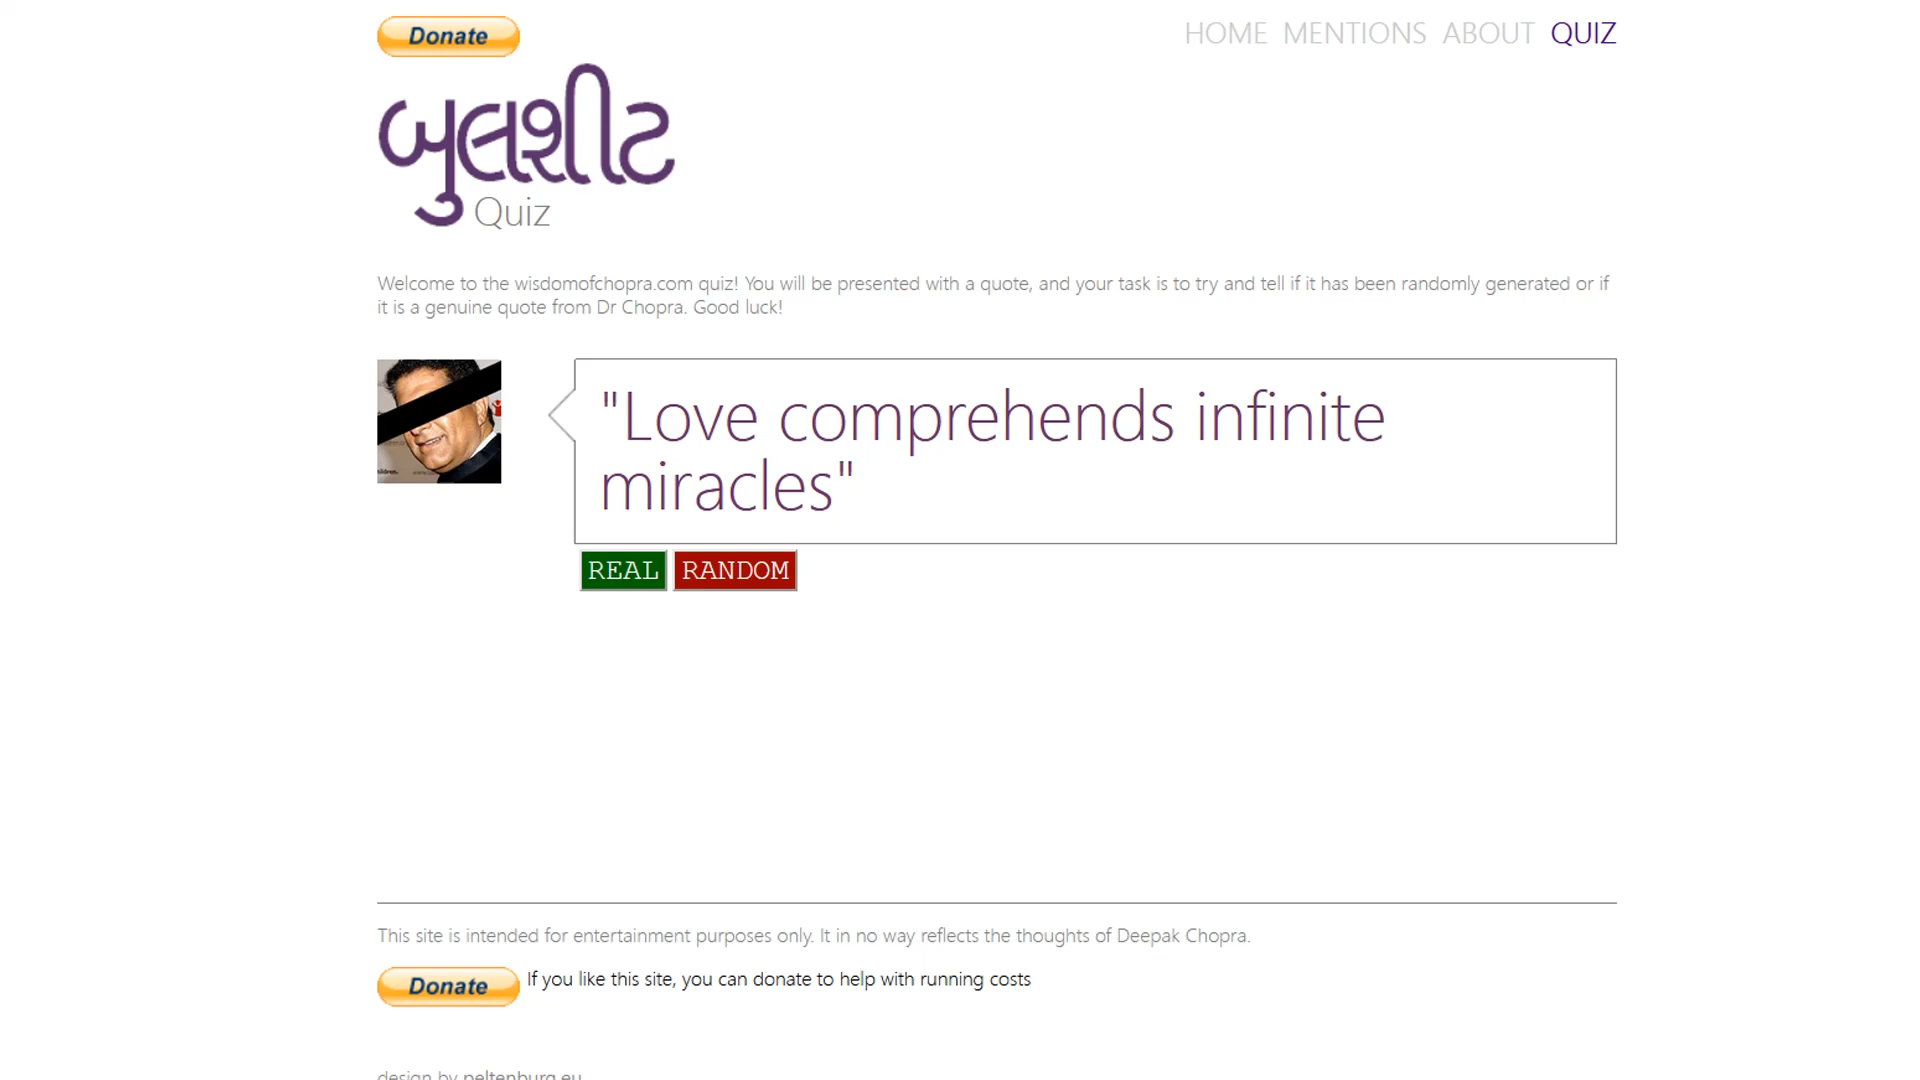 Donate
HOME MENTIONS ABOUT QUIZ
બુલશીટ
Quiz
Welcome to the wisdomofchopra.com quiz! You will be presented with a quote, and your task is to try and tell if it has been randomly generated or if
it is a genuine quote from Dr Chopra. Good luck!
"Love comprehends infinite
miracles"
REAL RANDOM
This site is intended for entertainment purposes only. It in no way reflects the thoughts of Deepak Chopra.
Donate If you like this site, you can donate to help with running costs
design by peltenburg.eu